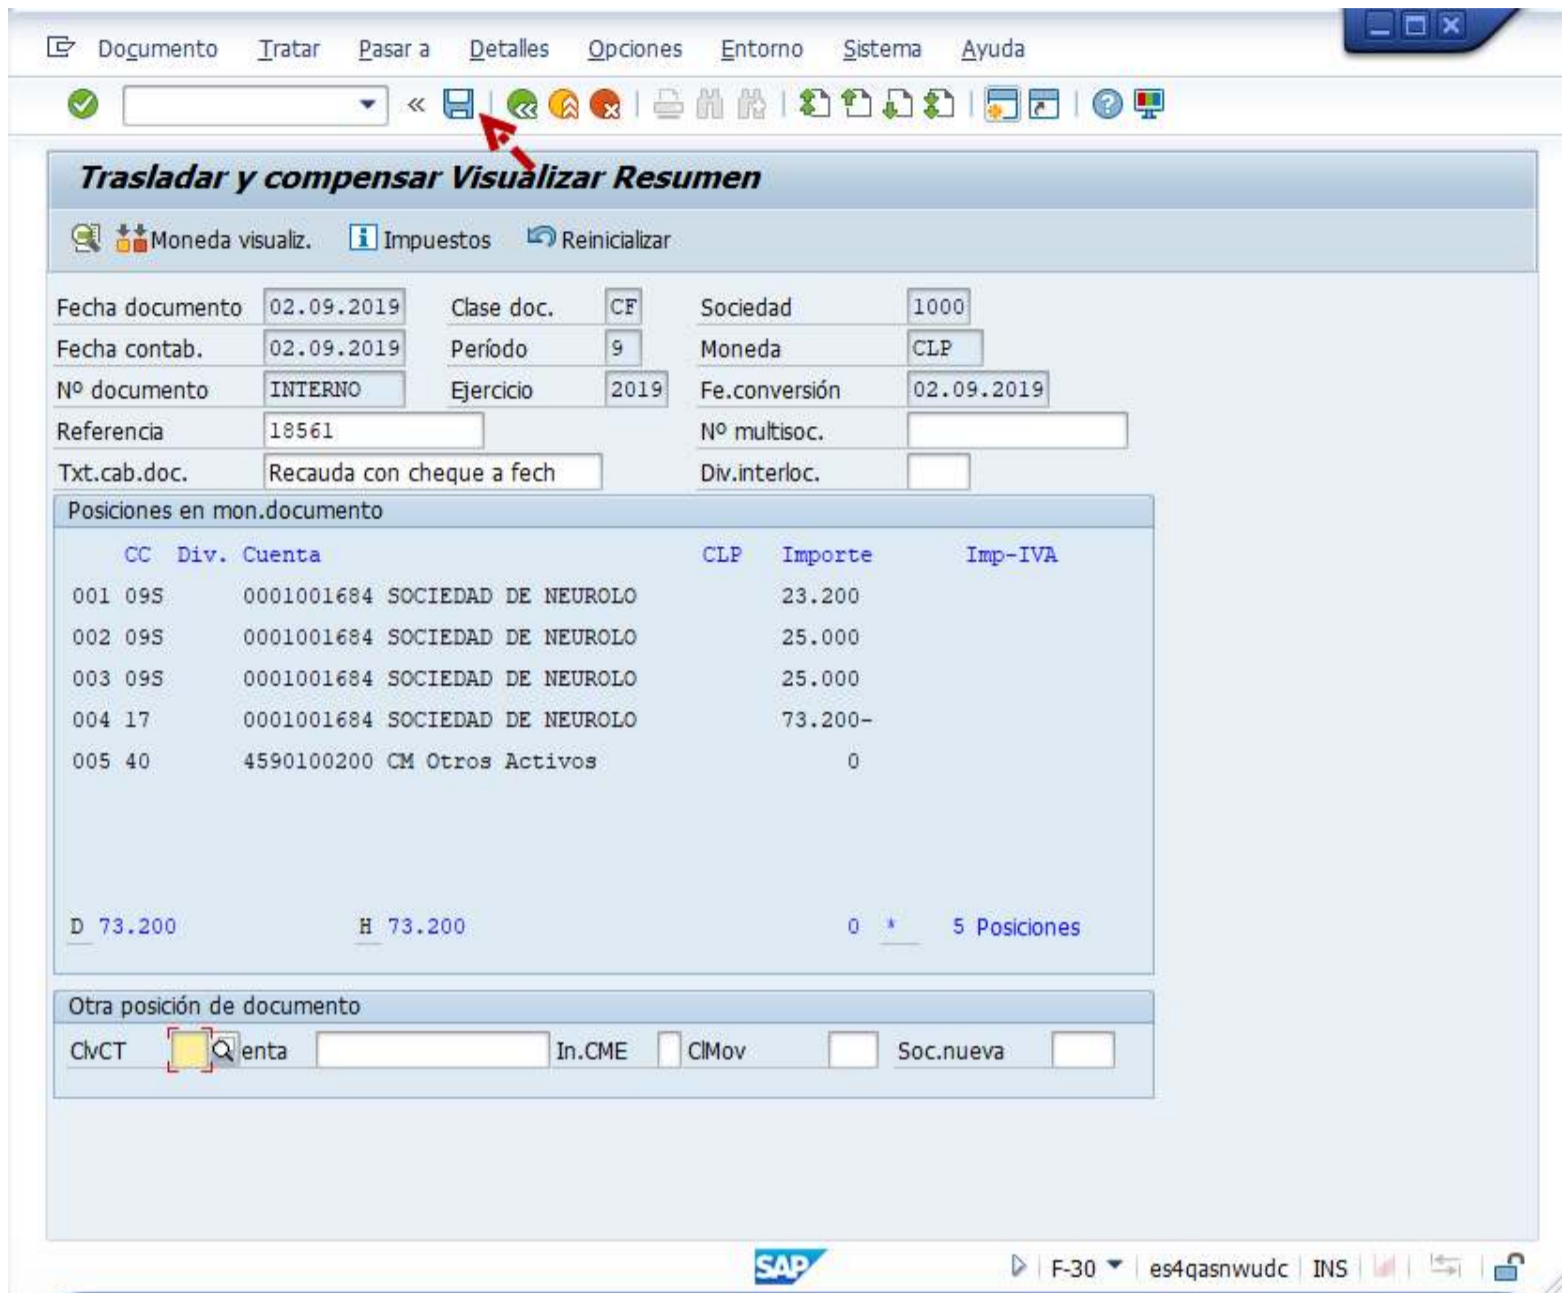 Documento Tratar Pasar a Detalles Opciones Entorno Sistema Ayuda
Trasladar y compensar Visualizar Resumen
Moneda visualiz. Impuestos Reinicializar
Fecha documento 02.09.2019 Clase doc. CF Sociedad 1000
Fecha contab. 02.09.2019 Período 9 Moneda CLP
Nº documento INTERNO Ejercicio 2019 Fe.conversión 02.09.2019
Referencia 18561 Nº multisoc.
Txt.cab.doc. Recauda con cheque a fech Div.interloc.
Posiciones en mon.documento
CC Div. Cuenta CLP Importe Imp-IVA
001 09S 0001001684 SOCIEDAD DE NEUROLO 23.200
002 09S 0001001684 SOCIEDAD DE NEUROLO 25.000
003 09S 0001001684 SOCIEDAD DE NEUROLO 25.000
004 17 0001001684 SOCIEDAD DE NEUROLO 73.200-
005 40 4590100200 CM Otros Activos 0
D 73.200 H 73.200 0 * 5 Posiciones
Otra posición de documento
ClvCT enta In.CME ClMov Soc.nueva
SAP F-30 es4qasnwudc INS